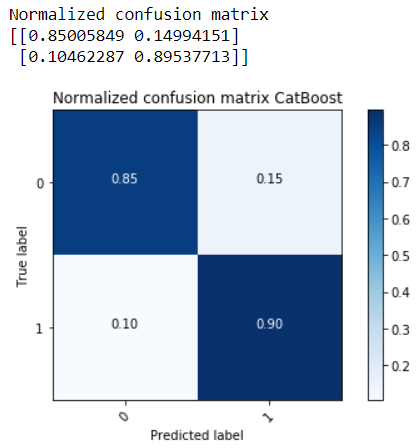 Normalized confusion matrix
[[0.85005849 0.14994151]
[0.10462287 0.89537713]]
Normalized confusion matrix CatBoost
0.8
0 0.85 0.15
0.7
0.6
True label
0.5
0.4
1 0.10 0.90
0.3
0.2
0 1
Predicted label